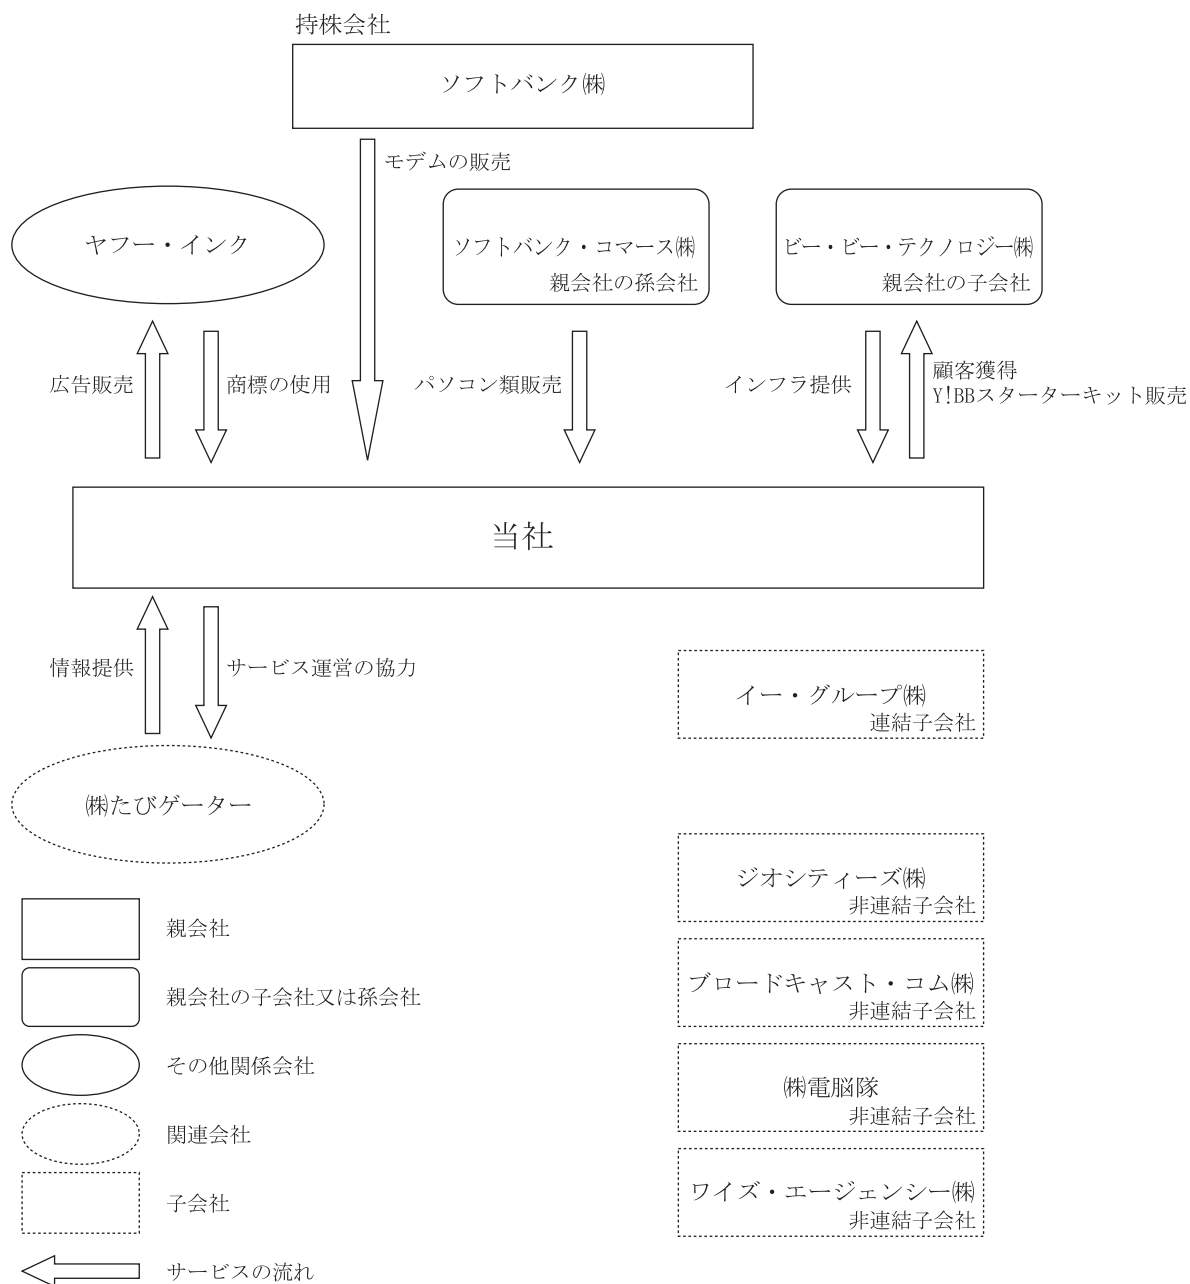 持株会社
ソフトバンク㈱
モデムの販売
ヤフー・インク
ソフトバンク・コマース㈱
親会社の孫会社
ビー・ビー・テクノロジー㈱
親会社の子会社
広告販売
商標の使用
パソコン類販売
インフラ提供
顧客獲得
Y!BBスターターキット販売
当社
情報提供
サービス運営の協力
イー・グループ㈱
連結子会社
㈱たびゲーター
ジオシティーズ㈱
非連結子会社
ブロードキャスト・コム㈱
非連結子会社
㈱電脳隊
非連結子会社
ワイズ・エージェンシー㈱
非連結子会社
親会社
親会社の子会社又は孫会社
その他関係会社
関連会社
子会社
サービスの流れ